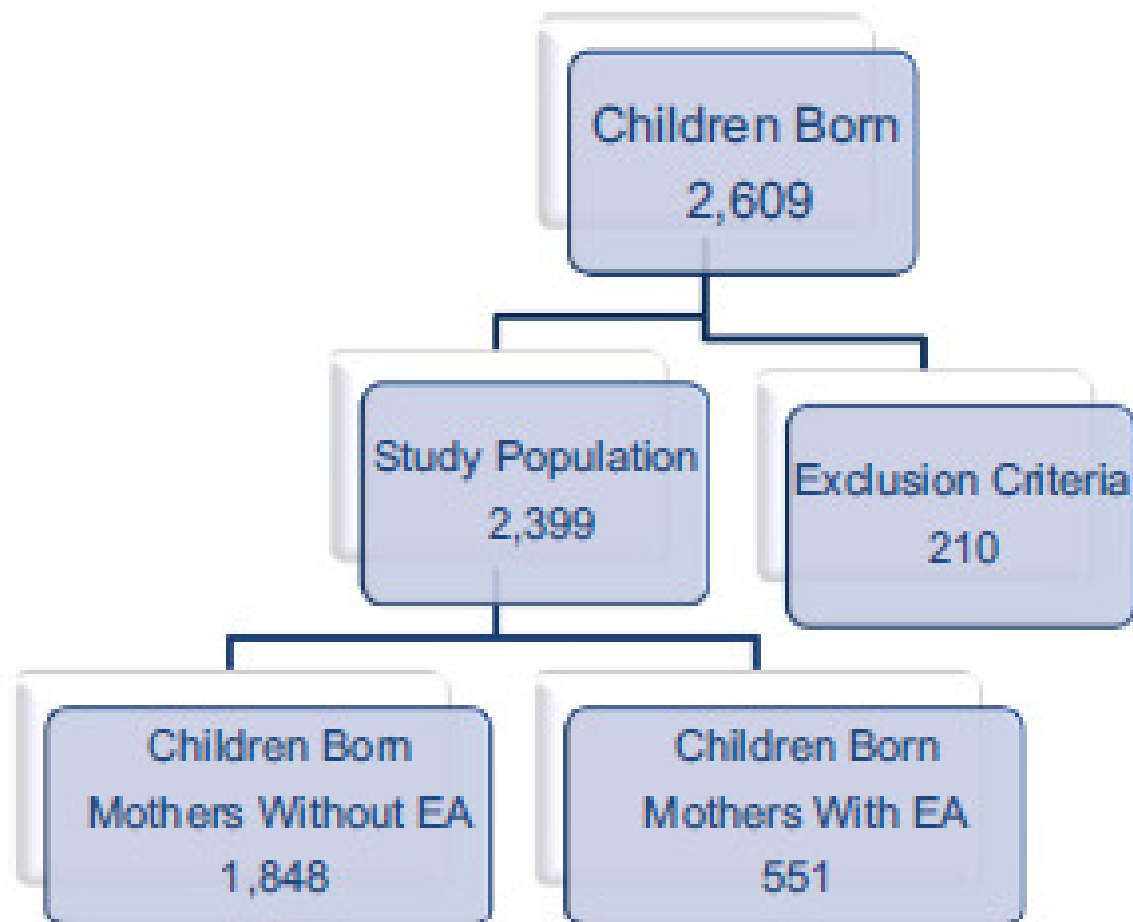 Children Born
2,609
Study Population
2,399
Exclusion Criteria
210
Children Born
Mothers Without EA
1,848
Children Born
Mothers With EA
551